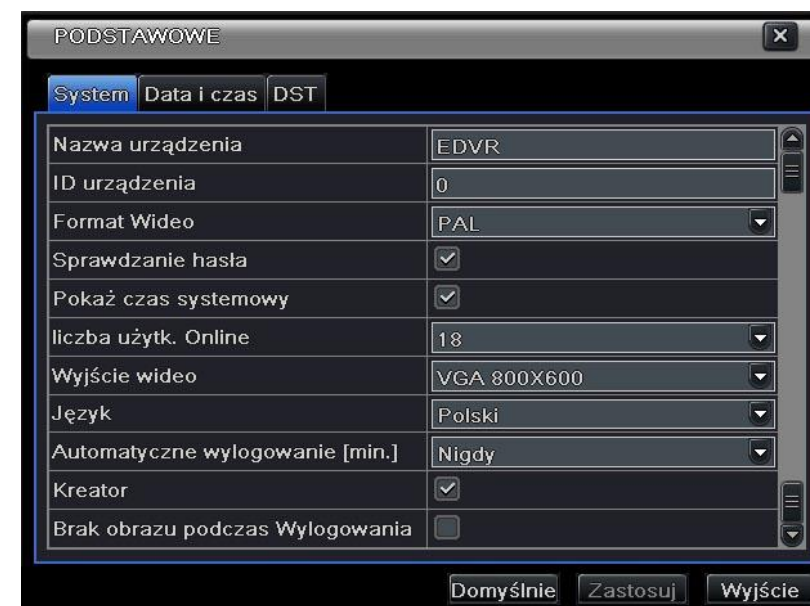 PODSTAWOWE
System Data i czas DST
Nazwa urządzenia EDVR
ID urządzenia 0
Format Wideo PAL
Sprawdzanie hasła
Pokaż czas systemowy
liczba użytk. Online 18
Wyjście wideo VGA 800X600
Język Polski
Automatyczne wylogowanie [min.] Nigdy
Kreator
Brak obrazu podczas Wylogowania
Domyślnie Zastosuj Wyjście